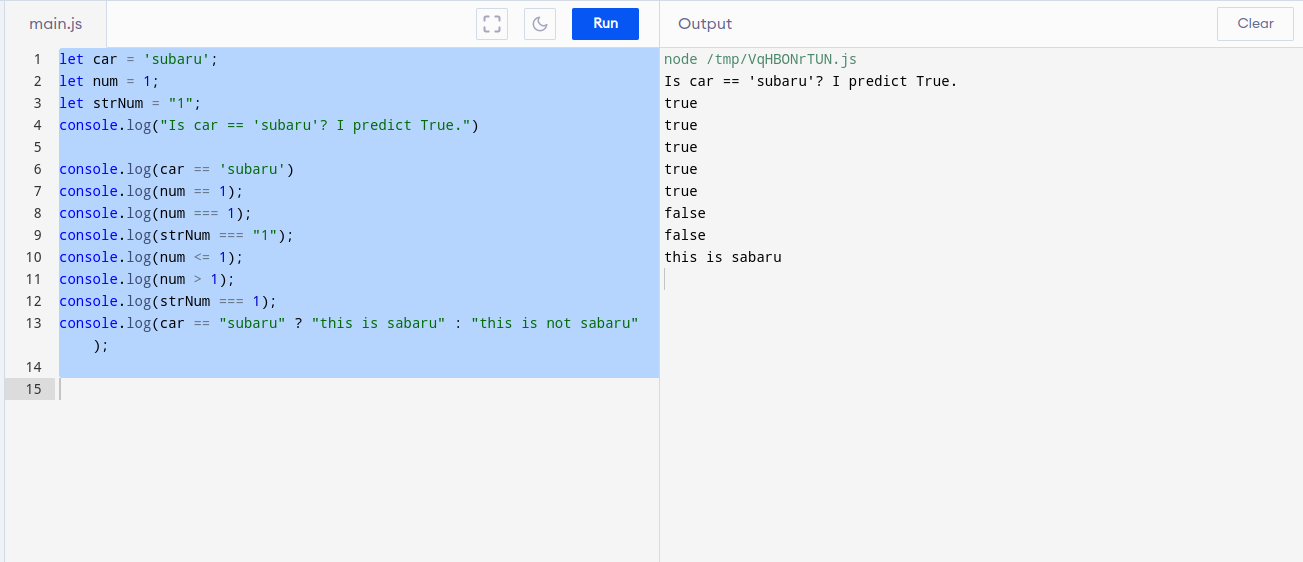 main.js
Run
Output
Clear
1 let car = 'subaru';
2 let num = 1;
3 let strNum = "1";
4 console.log("Is car == 'subaru'? I predict True.")
5
6 console.log(car == 'subaru')
7 console.log(num == 1);
8 console.log(num === 1);
9 console.log(strNum === "1");
10 console.log(num <= 1);
11 console.log(num > 1);
12 console.log(strNum === 1);
13 console.log(car == "subaru" ? "this is sabaru" : "this is not sabaru"
);
14
15
node /tmp/VqHBONrTUN.js
Is car == 'subaru'? I predict True.
true
true
true
true
true
false
false
this is sabaru